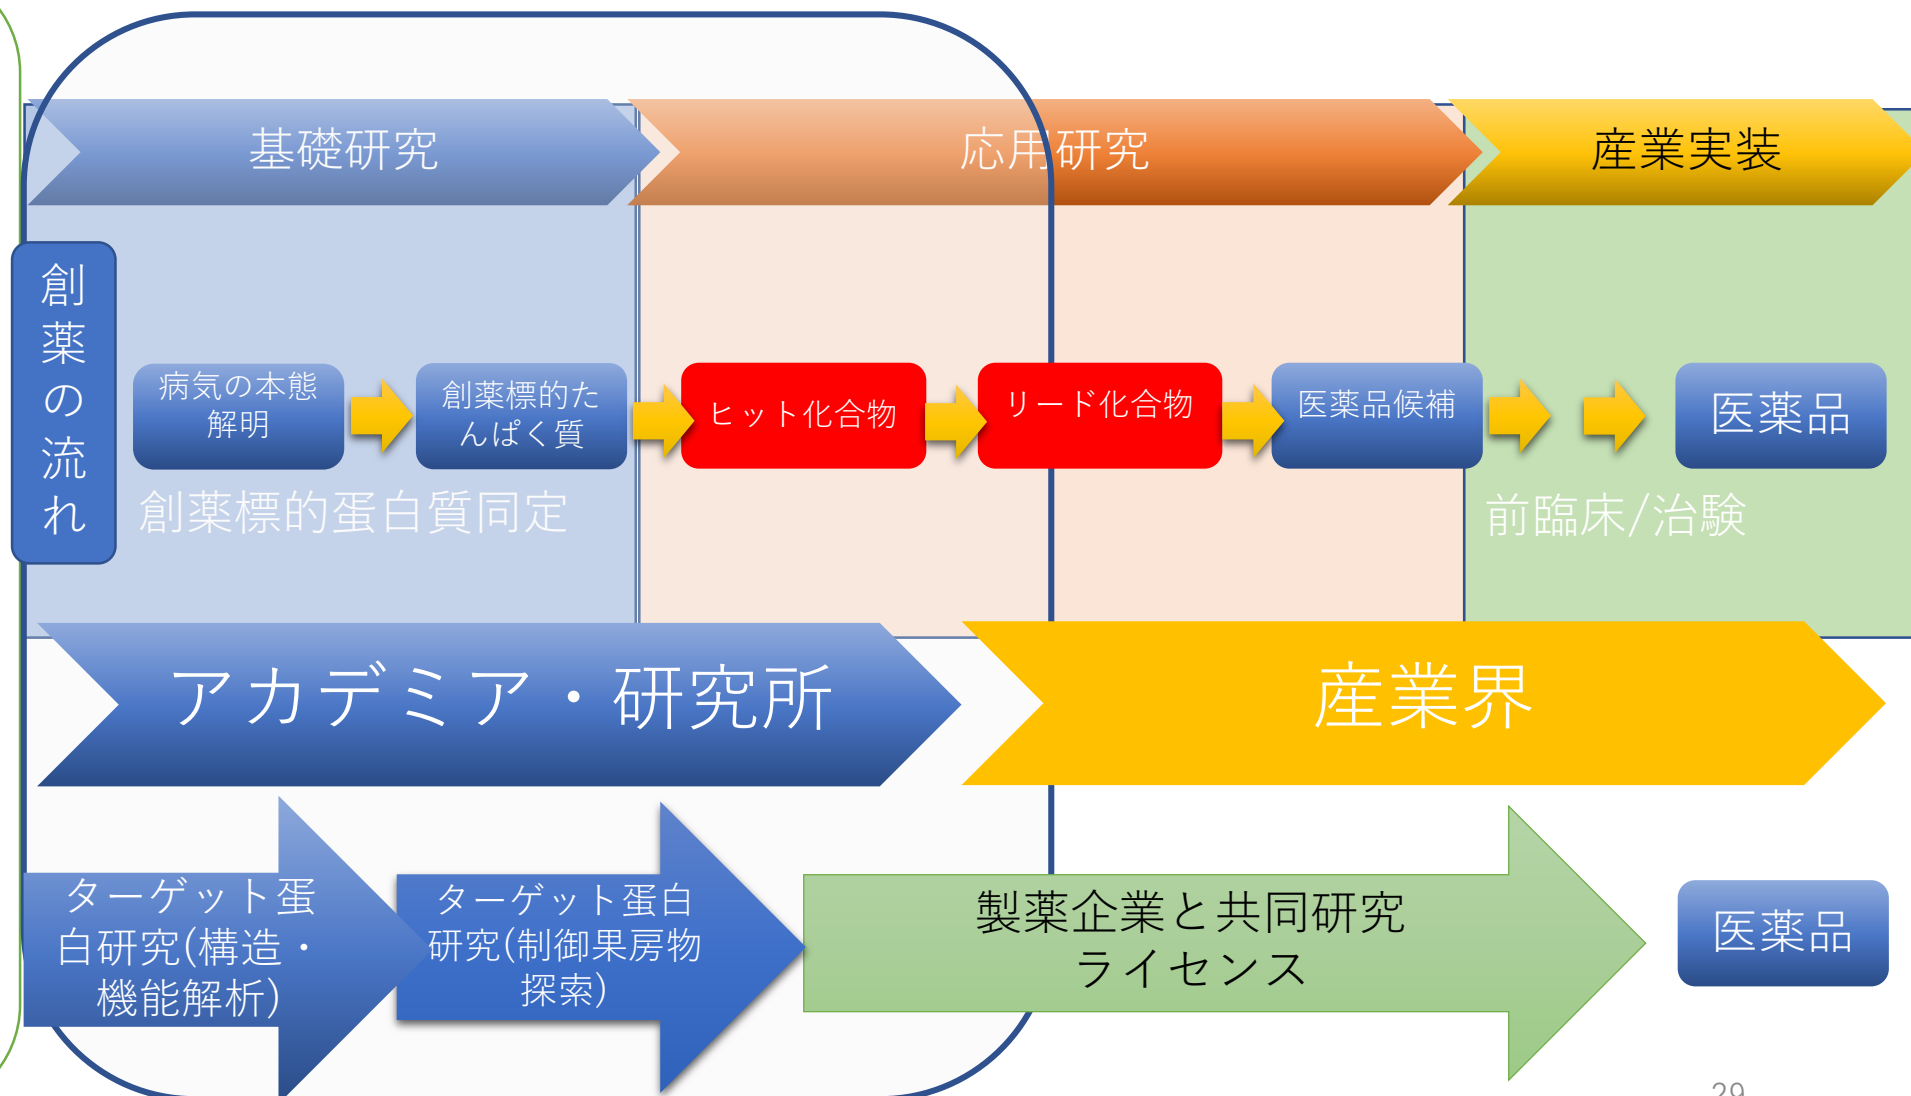 基礎研究
応用研究
産業実装
創薬の流れ
病気の本態
解明
創薬標的た
んぱく質
ヒット化合物
リード化合物
医薬品候補
医薬品
創薬標的蛋白質同定
前臨床/治験
アカデミア・研究所
産業界
ターゲット蛋
白研究(構造・
機能解析)
ターゲット蛋白
研究(制御果房物
探索)
製薬企業と共同研究
ライセンス
医薬品
29